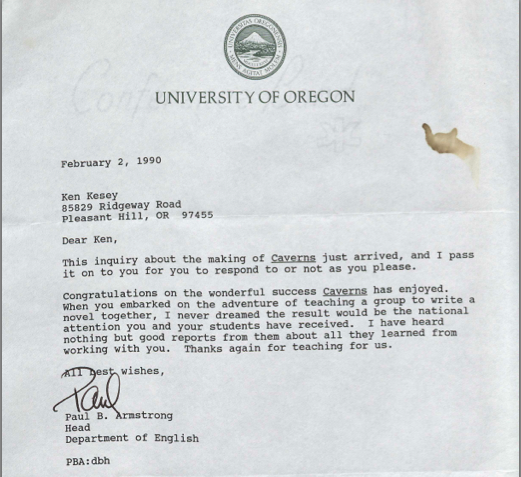 UNIVERSITAS OREGONENSIS
MENS AGITAT MOLEM
UNIVERSITY OF OREGON
February 2, 1990
Ken Kesey
85829 Ridgeway Road
Pleasant Hill, OR 97455
Dear Ken,
This inquiry about the making of Caverns just arrived, and I pass
it on to you for you to respond to or not as you please.
Congratulations on the wonderful success Caverns has enjoyed.
When you embarked on the adventure of teaching a group to write a
novel together, I never dreamed the result would be the national
attention you and your students have received. I have heard
nothing but good reports from them about all they learned from
working with you. Thanks again for teaching for us.
All best wishes,
Paul
Paul B. Armstrong
Head
Department of English
PBA:dbh